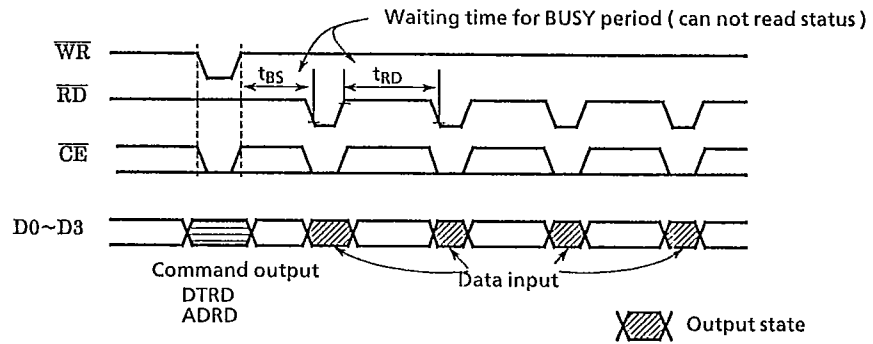 Waiting time for BUSY period ( can not read status )
WR
tBS
tRD
RD
CE
D0~D3
Command output
DTRD
ADRD
Data input
Output state